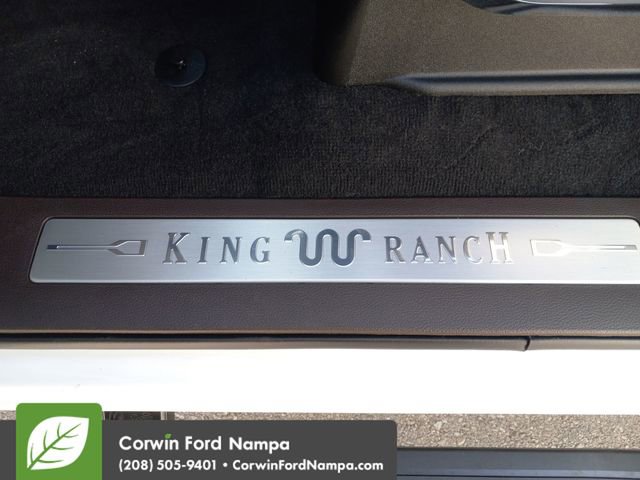 KING RANCH
Corwin Ford Nampa
(208) 505-9401 • CorwinFordNampa.com